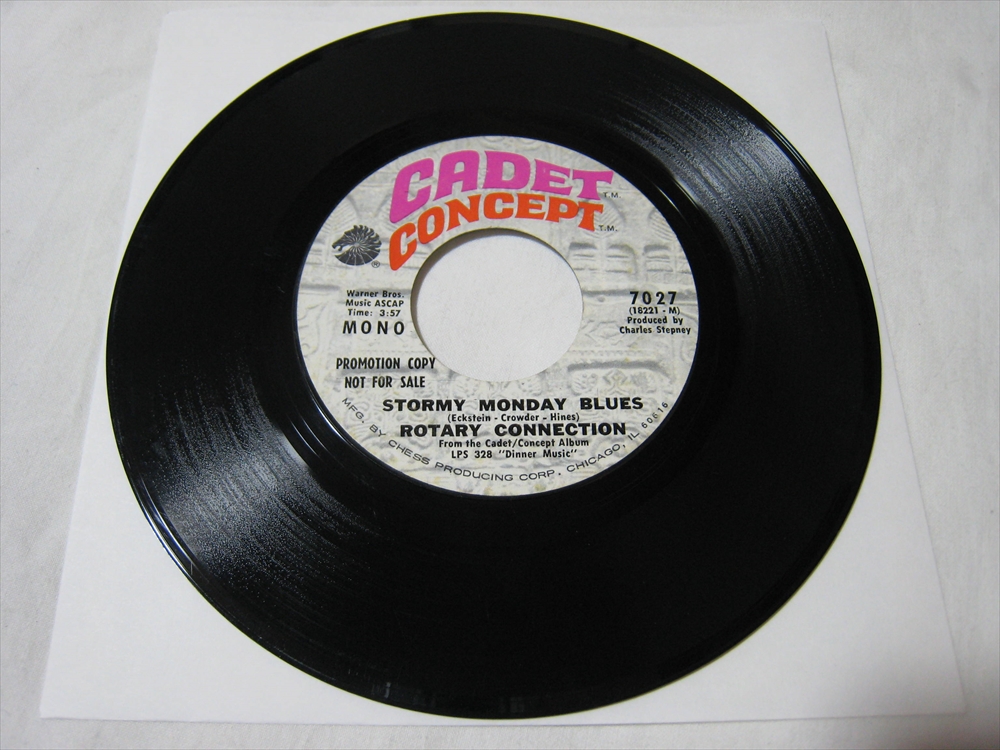 CADET T.M.
CONCEPT T.M.
®
Warner Bros.
Music ASCAP
Time: 3:57
MONO
7027
(18221 - M)
Produced by
Charles Stepney
PROMOTION COPY
NOT FOR SALE
STORMY MONDAY BLUES
(Eckstein - Crowder - Hines)
ROTARY CONNECTION
From the Cadet/Concept Album
LPS 328 "Dinner Music"
MFG. BY CHESS PRODUCING CORP., CHICAGO, IL 60616